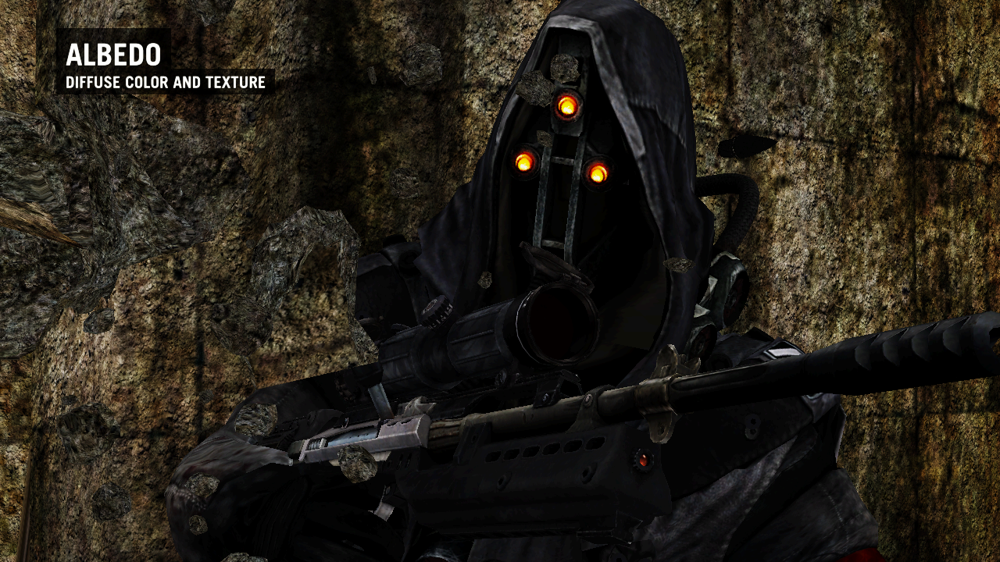 ALBEDO
DIFFUSE COLOR AND TEXTURE